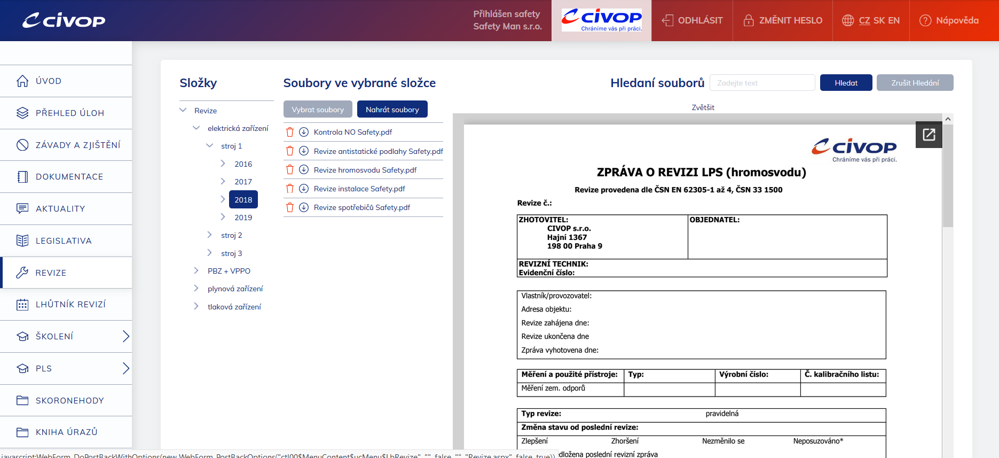 CIVOP
Přihlášen safety
Safety Man s.r.o.
CIVOP
Chráníme vás při práci.
ODHLÁSIT
ZMĚNIT HESLO
CZ SK EN
Nápověda
ÚVOD
PŘEHLED ÚLOH
ZÁVADY A ZJIŠTĚNÍ
DOKUMENTACE
AKTUALITY
LEGISLATIVA
REVIZE
LHŮTNÍK REVIZÍ
ŠKOLENÍ
PLS
SKORONEHODY
KNIHA ÚRAZŮ
Složky
Revize
elektrická zařízení
stroj 1
2016
2017
2018
2019
stroj 2
stroj 3
PBZ + VPPO
plynová zařízení
tlaková zařízení
Soubory ve vybrané složce
Vybrat soubory
Nahrát soubory
Kontrola NO Safety.pdf
Revize antistatické podlahy Safety.pdf
Revize hromosvodu Safety.pdf
Revize instalace Safety.pdf
Revize spotřebičů Safety.pdf
Hledaní souborů
Zadejte text
Hledat
Zrušit Hledání
Zvětšit
CIVOP
Chráníme vás při práci.
ZPRÁVA O REVIZI LPS (hromosvodu)
Revize provedena dle ČSN EN 62305-1 až 4, ČSN 33 1500
Revize č.:
ZHOTOVITEL:
CIVOP s.r.o.
Hajní 1367
198 00 Praha 9
OBJEDNATEL:
REVIZNÍ TECHNIK:
Evidenční číslo:
Vlastník/provozovatel:
Adresa objektu:
Revize zahájena dne:
Revize ukončena dne
Zpráva vyhotovena dne:
Měření a použité přístroje: Typ: Výrobní číslo: Č. kalibračního listu:
Měření zem. odporů
Typ revize: pravidelná
Změna stavu od poslední revize:
Zlepšení Zhoršení Nezměnilo se Neposuzováno*
edložena poslední revizní zpráva
javascript:WebForm_DoPostBackWithOptions(new WebForm_PostBackOptions("ctl00$MenuContent$ucMenu$LbRevize", "", false, "", "Revize.aspx", false, true))